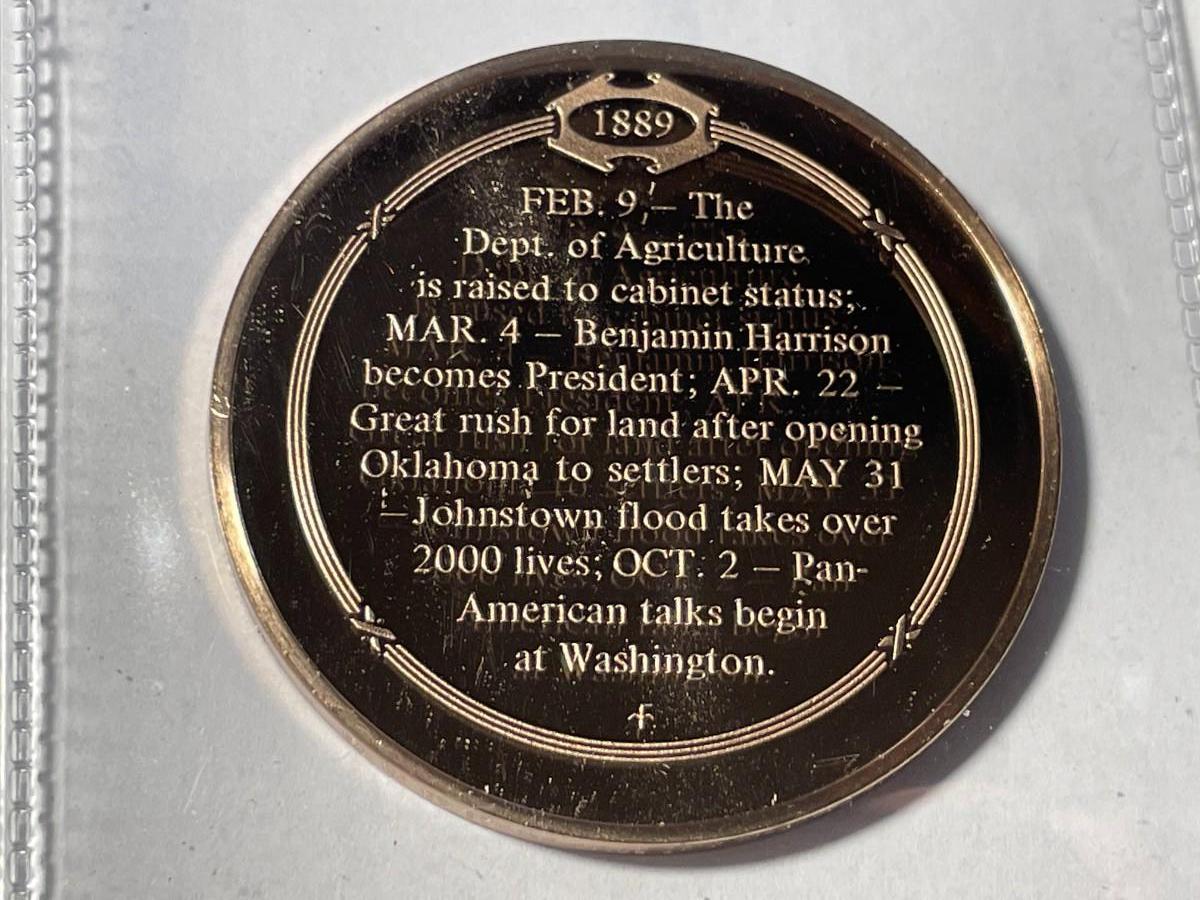 1889
FEB. 9 – The
Dept. of Agriculture
is raised to cabinet status;
MAR. 4 – Benjamin Harrison
becomes President; APR. 22 –
Great rush for land after opening
Oklahoma to settlers; MAY 31
– Johnstown flood takes over
2000 lives; OCT. 2 – Pan-
American talks begin
at Washington.